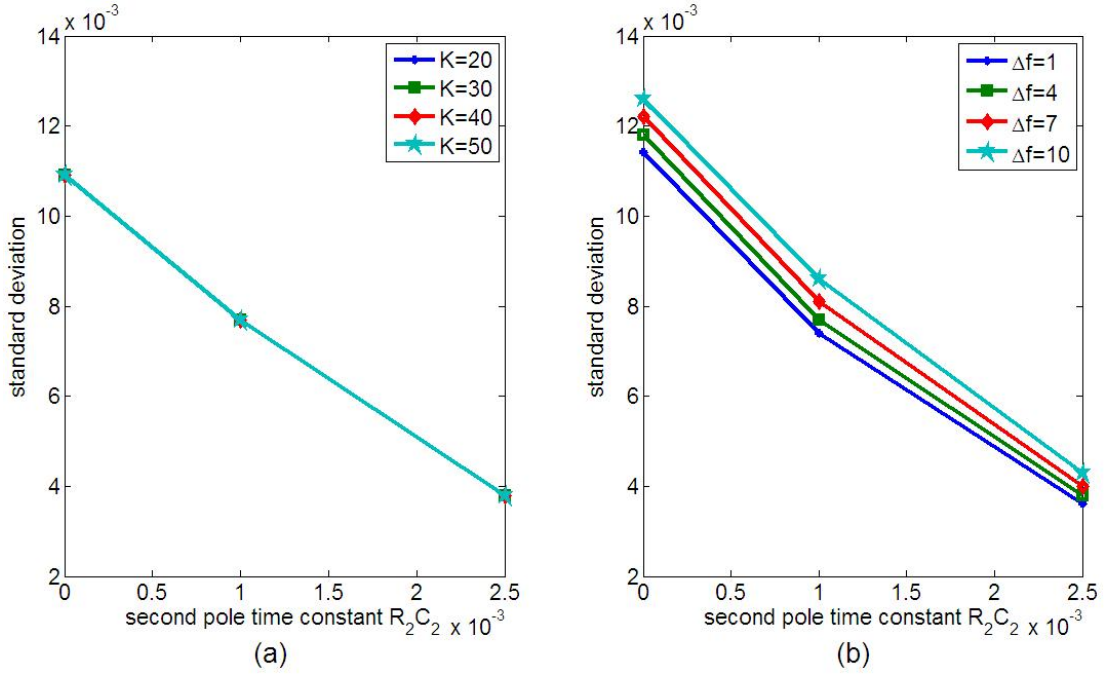 x 10-3
14
12
10
8
6
4
2
standard deviation
K=20
K=30
K=40
K=50
0 0.5 1 1.5 2 2.5
second pole time constant R2C2 x 10-3
(a)
x 10-3
14
12
10
8
6
4
2
standard deviation
Δf=1
Δf=4
Δf=7
Δf=10
0 0.5 1 1.5 2 2.5
second pole time constant R2C2 x 10-3
(b)